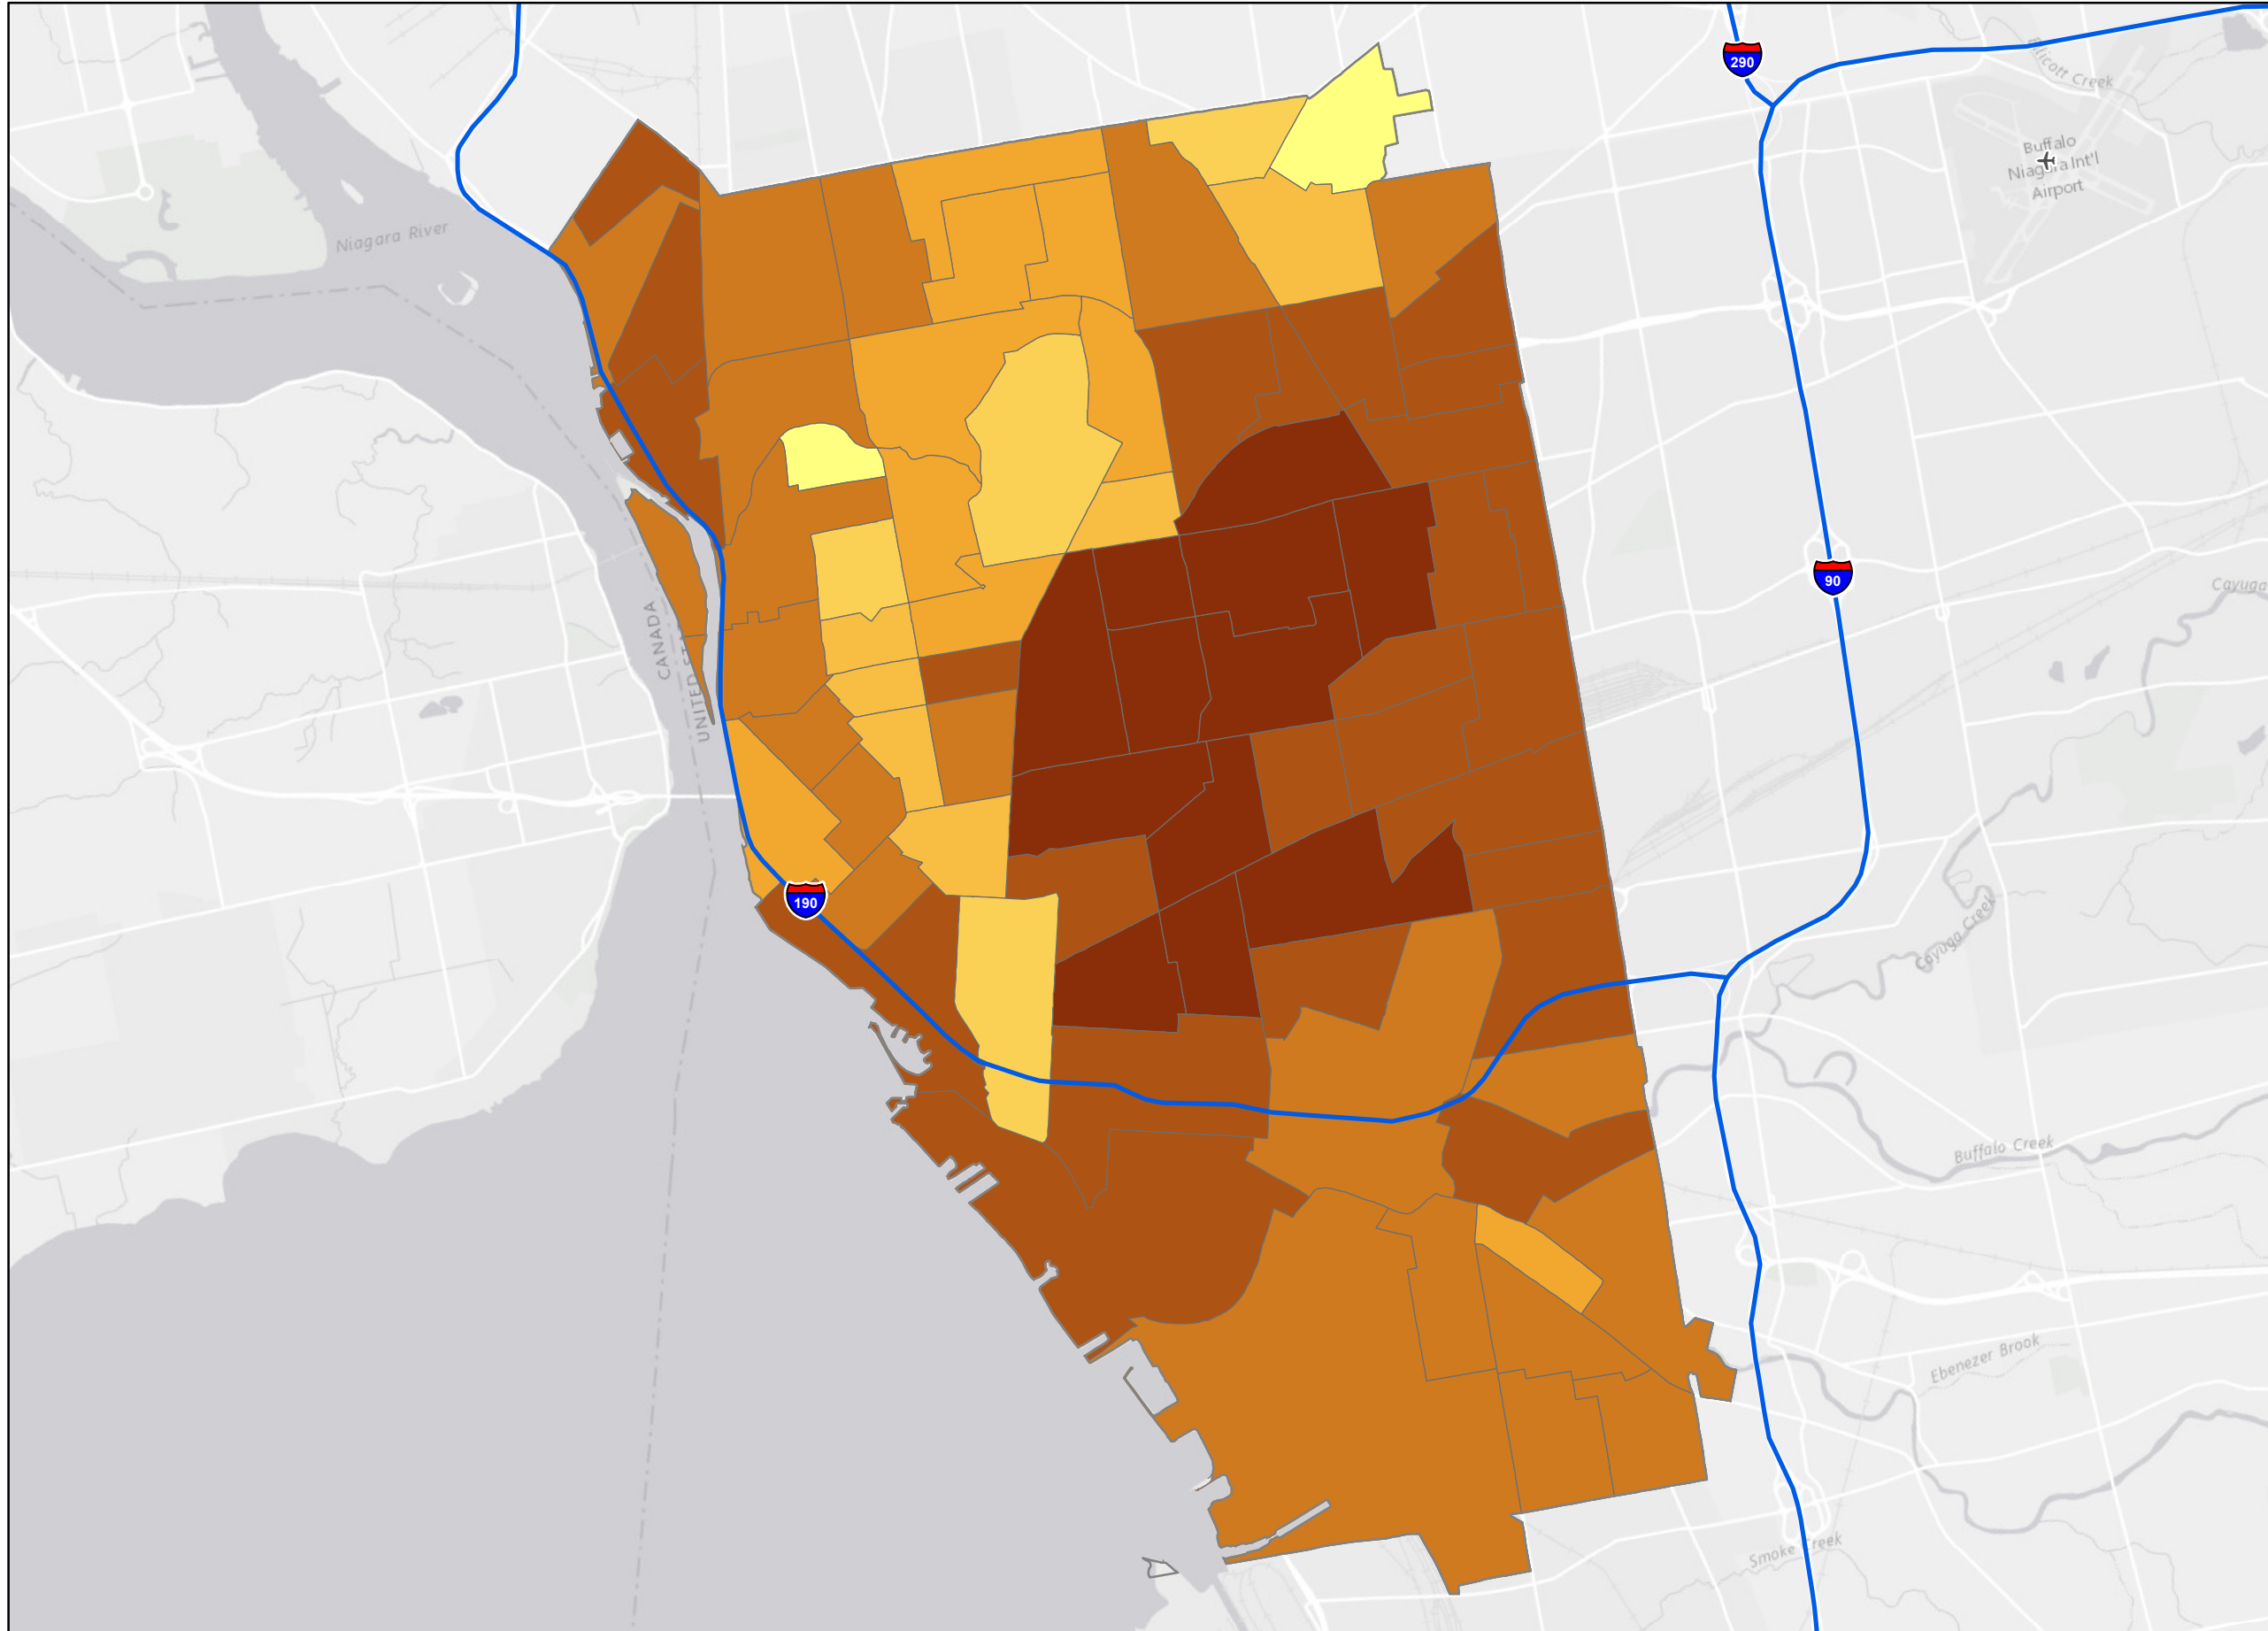 290
Ellicott Creek
Buffalo
Niagara Int'l
Airport
Niagara River
90
Cayuga
CANADA
UNITED ST
190
Cayuga Creek
Buffalo Creek
Ebenezer Brook
Smoke Creek